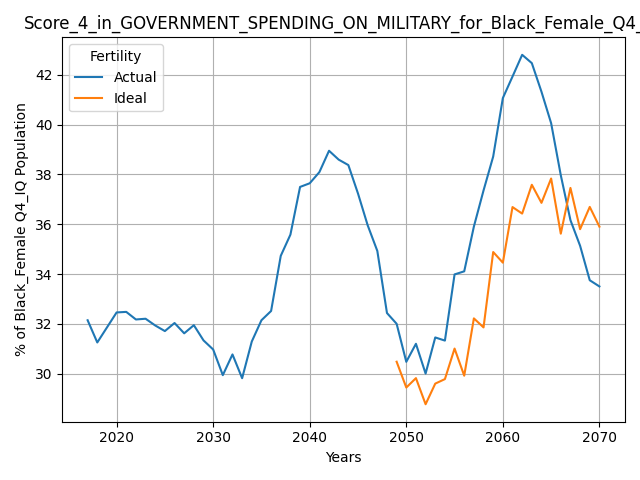 Score_4_in_GOVERNMENT_SPENDING_ON_MILITARY_for_Black_Female_Q4_
Fertility
Actual
Ideal
% of Black_Female Q4_IQ Population
42
40
38
36
34
32
30
2020 2030 2040 2050 2060 2070
Years